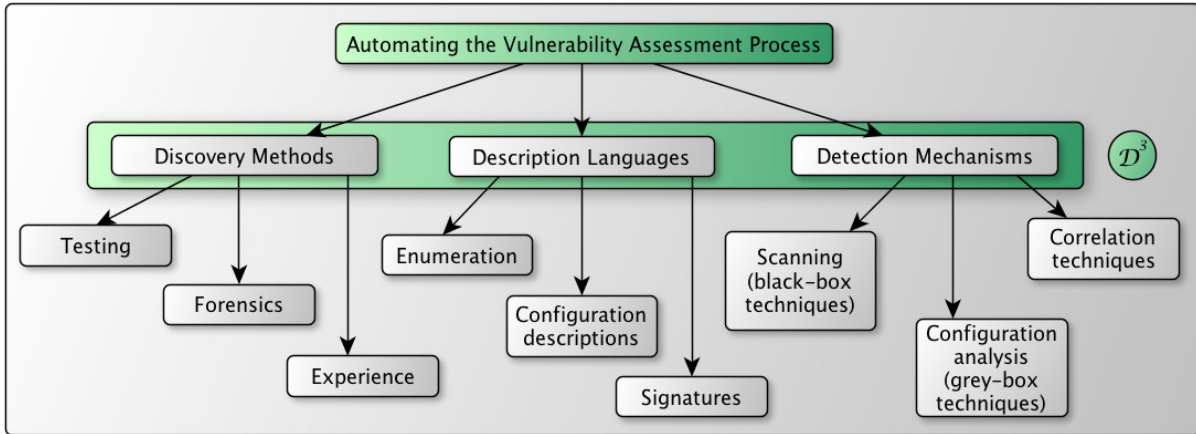 Automating the Vulnerability Assessment Process
Discovery Methods
Description Languages
Detection Mechanisms
D³
Testing
Forensics
Experience
Enumeration
Configuration
descriptions
Signatures
Scanning
(black-box
techniques)
Configuration
analysis
(grey-box
techniques)
Correlation
techniques